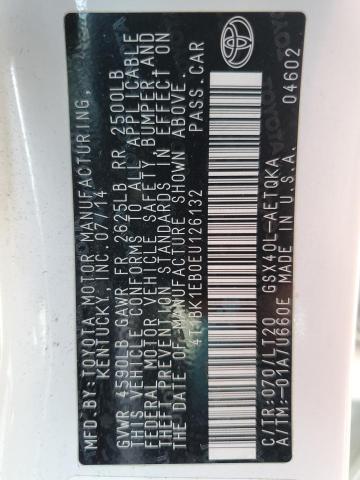 MFD.BY:TOYOTA MOTOR MANUFACTURING,
KENTUCKY, INC. 07/14
GVWR 4590LB GAWR FR 2625LB RR 2500LB
THIS VEHICLE CONFORMS TO ALL APPLICABLE
FEDERAL MOTOR VEHICLE SAFETY, BUMPER, AND
THEFT PREVENTION STANDARDS IN EFFECT ON
THE DATE OF MANUFACTURE SHOWN ABOVE.
4T1BK1EB0EU126132 PASS.CAR
C/TR:070/LT20 GSX40L-AETQKA
A/TM:-01A/U660E MADE IN U.S.A.
04602